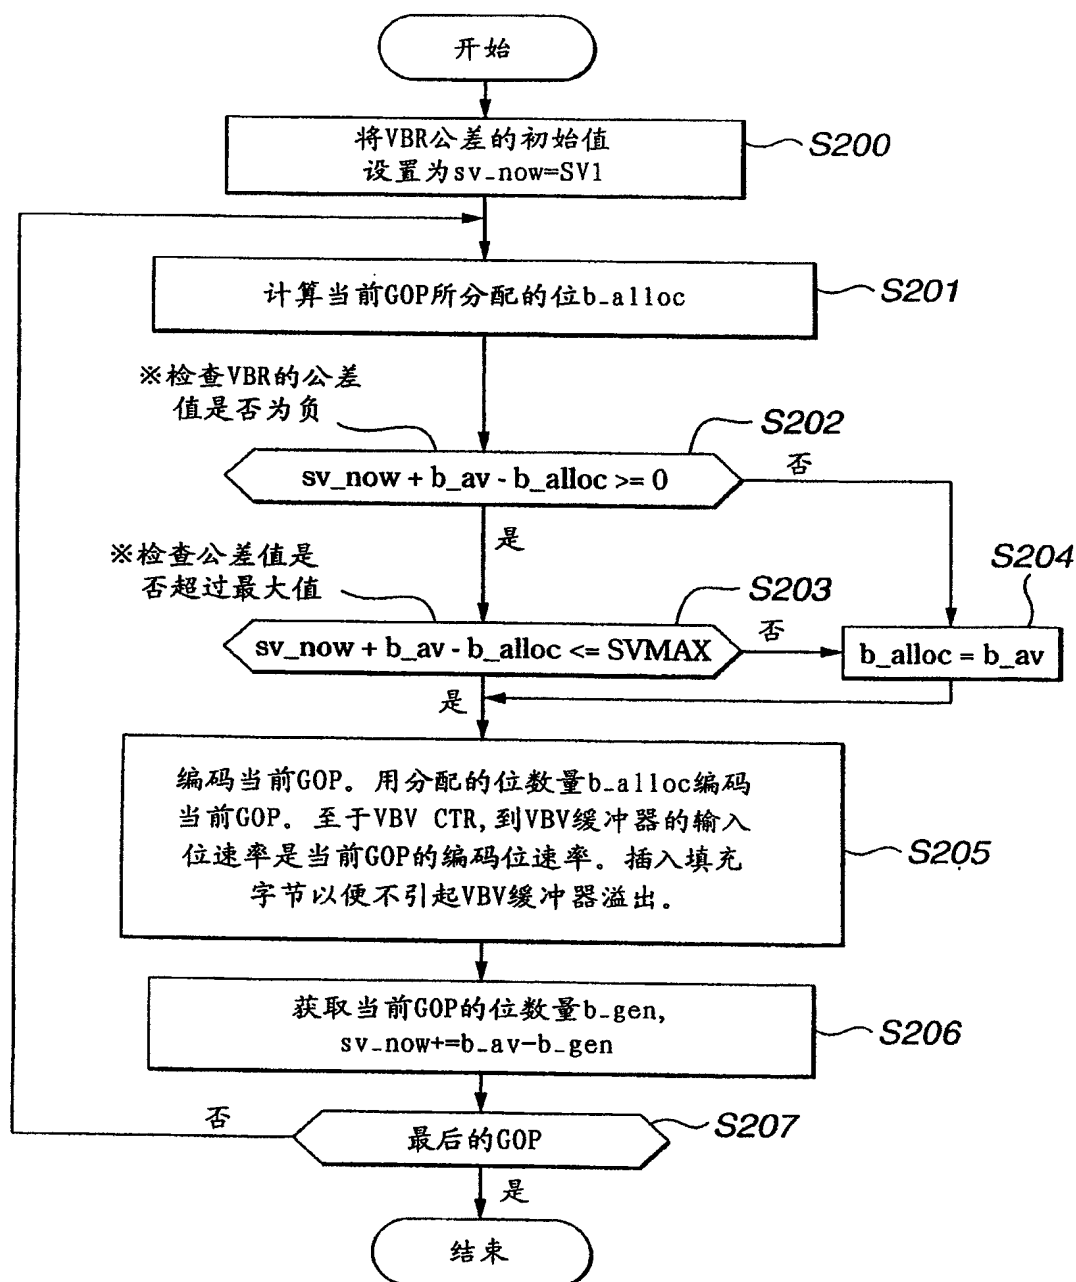 开始
将VBR公差的初始值
设置为sv_now=SV1
S200
计算当前GOP所分配的位b_alloc
S201
※检查VBR的公差
值是否为负
S202
sv_now + b_av - b_alloc >= 0
否
是
※检查公差值是
否超过最大值
S203
S204
sv_now + b_av - b_alloc <= SVMAX
否
b_alloc = b_av
是
编码当前GOP。用分配的位数量b_alloc编码
当前GOP。至于VBV CTR,到VBV缓冲器的输入
位速率是当前GOP的编码位速率。插入填充
字节以便不引起VBV缓冲器溢出。
S205
获取当前GOP的位数量b_gen,
sv_now+=b_av-b_gen
S206
否
最后的GOP
S207
是
结束